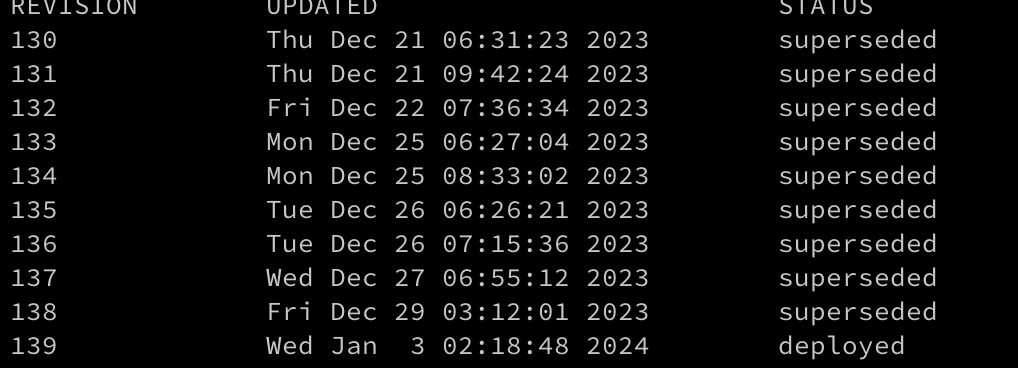 REVISION UPDATED STATUS
130 Thu Dec 21 06:31:23 2023 superseded
131 Thu Dec 21 09:42:24 2023 superseded
132 Fri Dec 22 07:36:34 2023 superseded
133 Mon Dec 25 06:27:04 2023 superseded
134 Mon Dec 25 08:33:02 2023 superseded
135 Tue Dec 26 06:26:21 2023 superseded
136 Tue Dec 26 07:15:36 2023 superseded
137 Wed Dec 27 06:55:12 2023 superseded
138 Fri Dec 29 03:12:01 2023 superseded
139 Wed Jan  3 02:18:48 2024 deployed